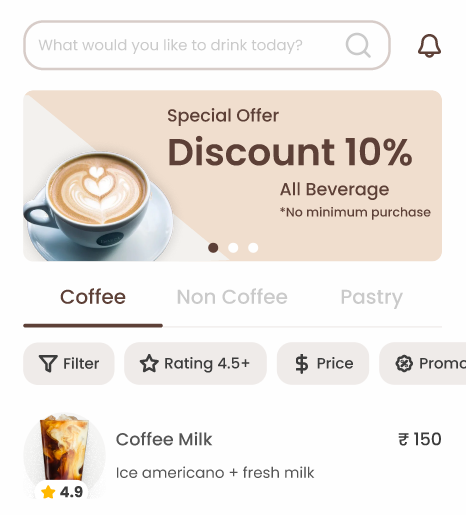 What would you like to drink today?
Special Offer
Discount 10%
All Beverage
*No minimum purchase
Coffee Non Coffee Pastry
Filter Rating 4.5+ Price Promo
Coffee Milk ₹ 150
Ice americano + fresh milk
4.9